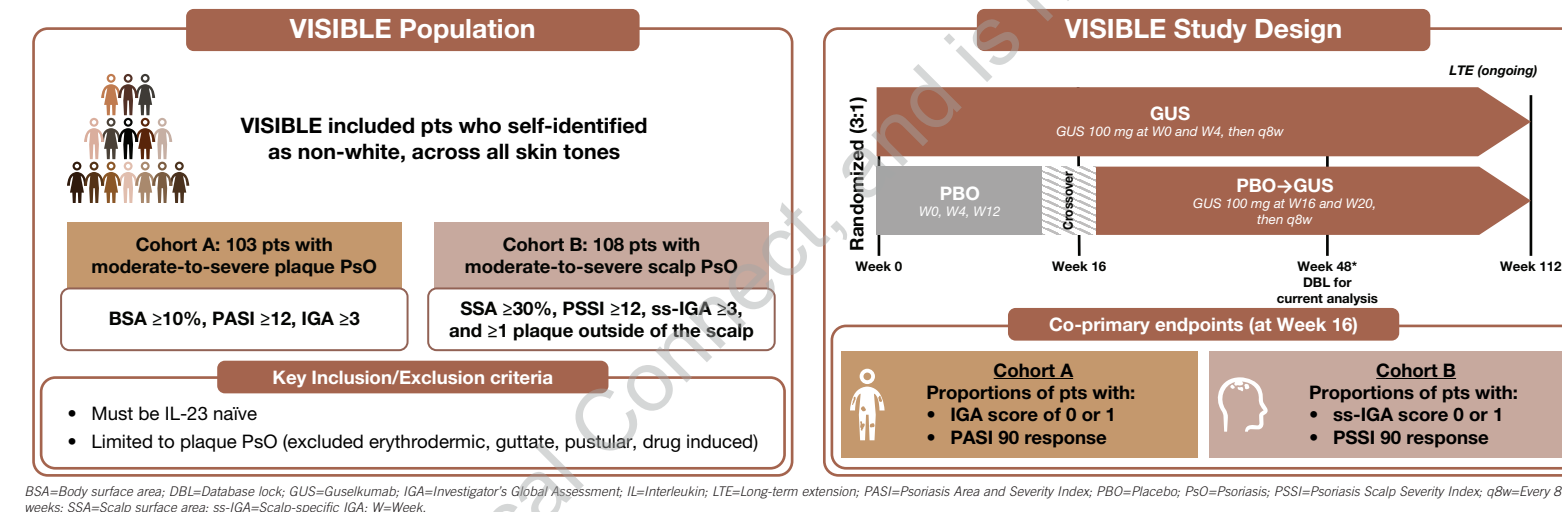 VISIBLE Population
VISIBLE included pts who self-identified
as non-white, across all skin tones
Cohort A: 103 pts with
moderate-to-severe plaque PsO
BSA ≥10%, PASI ≥12, IGA ≥3
Cohort B: 108 pts with
moderate-to-severe scalp PsO
SSA ≥30%, PSSI ≥12, ss-IGA ≥3,
and ≥1 plaque outside of the scalp
Key Inclusion/Exclusion criteria
• Must be IL-23 naïve
• Limited to plaque PsO (excluded erythrodermic, guttate, pustular, drug induced)
VISIBLE Study Design
LTE (ongoing)
Randomized (3:1)
GUS
GUS 100 mg at W0 and W4, then q8w
PBO
W0, W4, W12
Crossover
PBO→GUS
GUS 100 mg at W16 and W20,
then q8w
Week 0
Week 16
Week 48*
DBL for
current analysis
Week 112
Co-primary endpoints (at Week 16)
Cohort A
Proportions of pts with:
• IGA score of 0 or 1
• PASI 90 response
Cohort B
Proportions of pts with:
• ss-IGA score 0 or 1
• PSSI 90 response
BSA=Body surface area; DBL=Database lock; GUS=Guselkumab; IGA=Investigator's Global Assessment; IL=Interleukin; LTE=Long-term extension; PASI=Psoriasis Area and Severity Index; PBO=Placebo; PsO=Psoriasis; PSSI=Psoriasis Scalp Severity Index; q8w=Every 8
weeks; SSA=Scalp surface area; ss-IGA=Scalp-specific IGA; W=Week.
Connect, and is